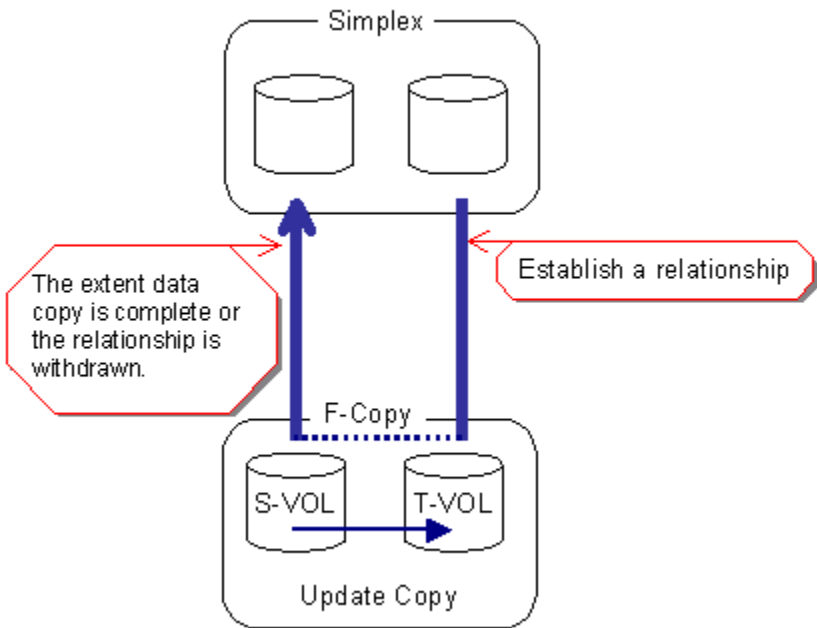 Simplex
The extent data
copy is complete or
the relationship is
withdrawn.
Establish a relationship
F-Copy
S-VOL
T-VOL
Update Copy